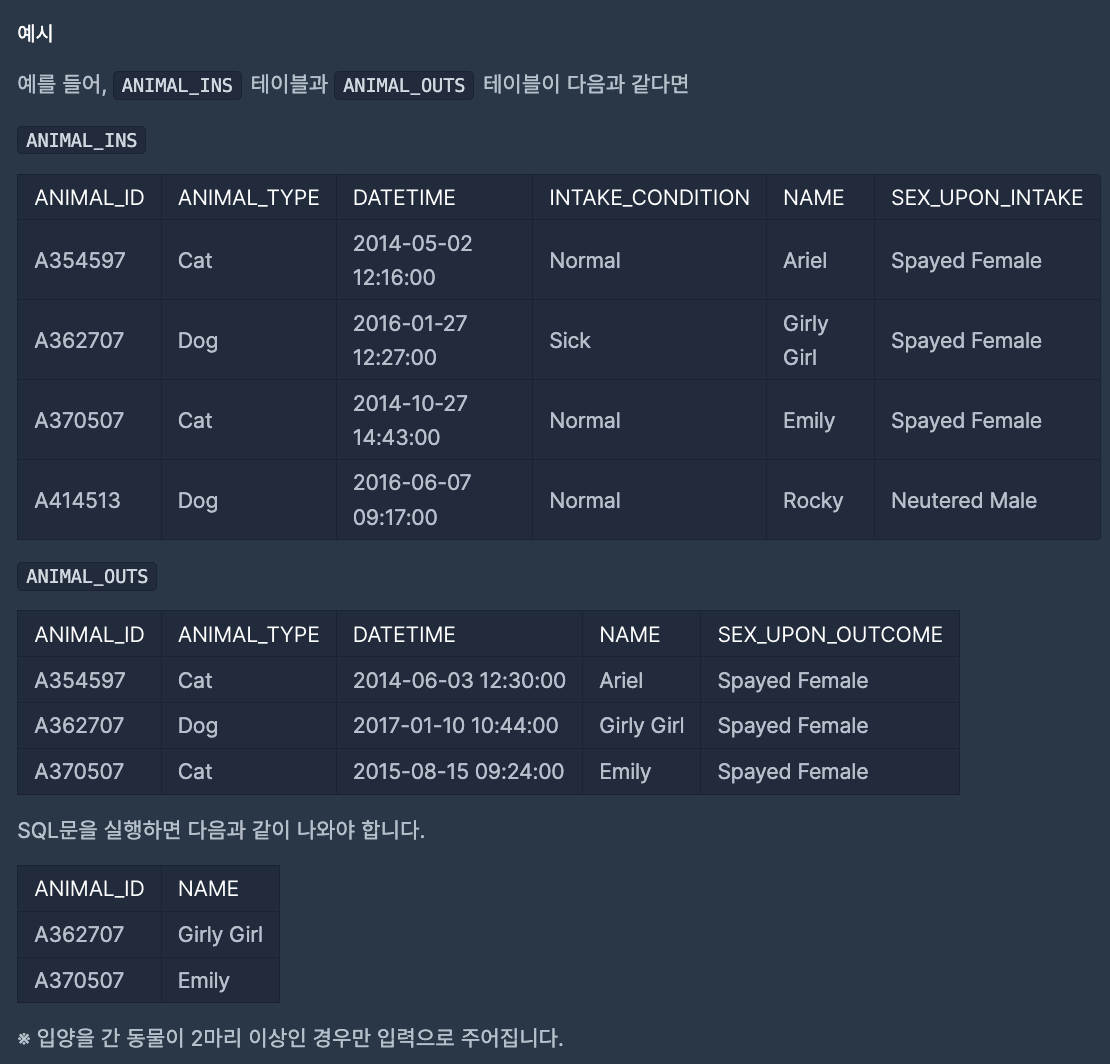 예시
예를 들어, ANIMAL_INS 테이블과 ANIMAL_OUTS 테이블이 다음과 같다면
ANIMAL_INS
ANIMAL_ID ANIMAL_TYPE DATETIME INTAKE_CONDITION NAME SEX_UPON_INTAKE
A354597 Cat 2014-05-02 12:16:00 Normal Ariel Spayed Female
A362707 Dog 2016-01-27 12:27:00 Sick Girly Girl Spayed Female
A370507 Cat 2014-10-27 14:43:00 Normal Emily Spayed Female
A414513 Dog 2016-06-07 09:17:00 Normal Rocky Neutered Male
ANIMAL_OUTS
ANIMAL_ID ANIMAL_TYPE DATETIME NAME SEX_UPON_OUTCOME
A354597 Cat 2014-06-03 12:30:00 Ariel Spayed Female
A362707 Dog 2017-01-10 10:44:00 Girly Girl Spayed Female
A370507 Cat 2015-08-15 09:24:00 Emily Spayed Female
SQL문을 실행하면 다음과 같이 나와야 합니다.
ANIMAL_ID NAME
A362707 Girly Girl
A370507 Emily
※ 입양을 간 동물이 2마리 이상인 경우만 입력으로 주어집니다.